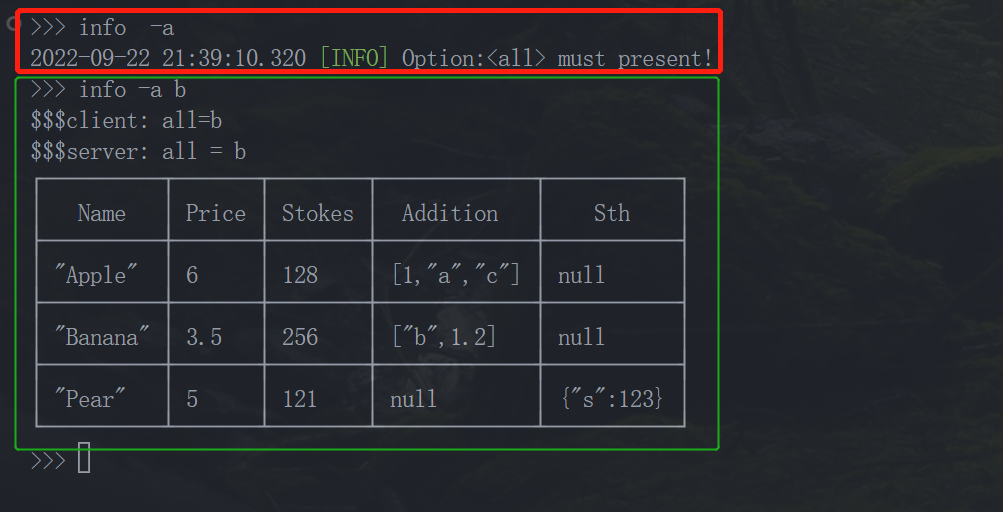 >>> info  -a
2022-09-22 21:39:10.320 [INFO] Option:<all> must present!
>>> info -a b
$$$client: all=b
$$$server: all = b
Name Price Stokes Addition Sth
"Apple" 6 128 [1,"a","c"] null
"Banana" 3.5 256 ["b",1.2] null
"Pear" 5 121 null {"s":123}
>>>